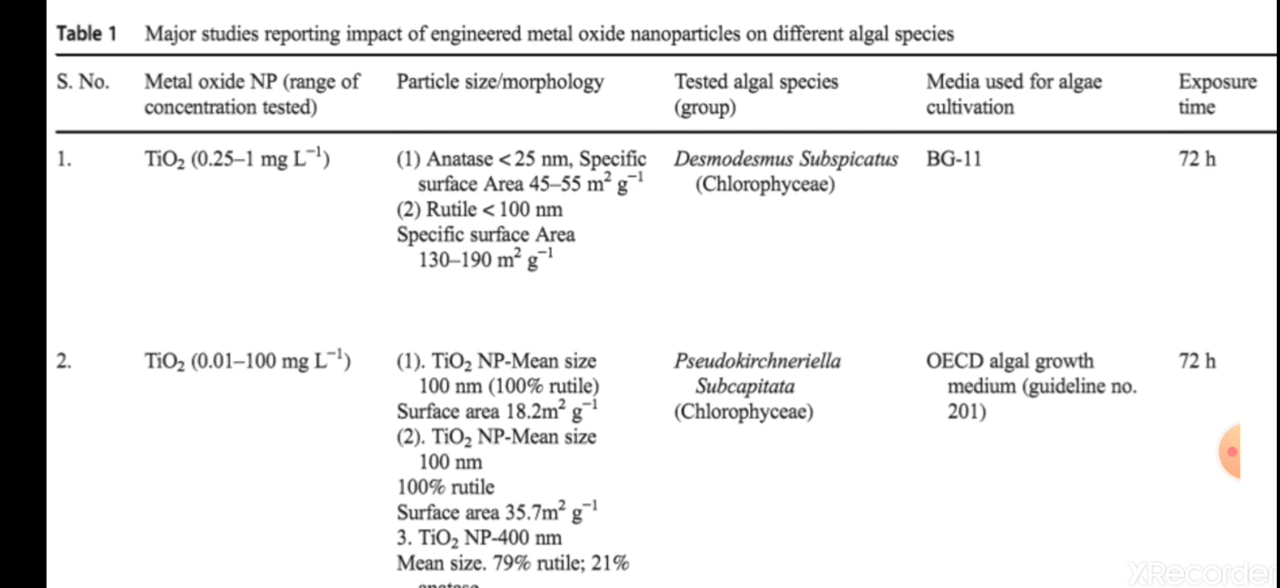 Table 1 Major studies reporting impact of engineered metal oxide nanoparticles on different algal species
S. No. Metal oxide NP (range of concentration tested) Particle size/morphology Tested algal species (group) Media used for algae cultivation Exposure time
1. TiO₂ (0.25–1 mg L⁻¹) (1) Anatase < 25 nm, Specific Desmodesmus Subspicatus BG-11 72 h
surface Area 45–55 m² g⁻¹ (Chlorophyceae)
(2) Rutile < 100 nm
Specific surface Area
130–190 m² g⁻¹
2. TiO₂ (0.01–100 mg L⁻¹) (1). TiO₂ NP-Mean size Pseudokirchneriella OECD algal growth 72 h
100 nm (100% rutile) Subcapitata medium (guideline no.
Surface area 18.2m² g⁻¹ (Chlorophyceae) 201)
(2). TiO₂ NP-Mean size
100 nm
100% rutile
Surface area 35.7m² g⁻¹
3. TiO₂ NP-400 nm
Mean size. 79% rutile; 21%
XRecorder